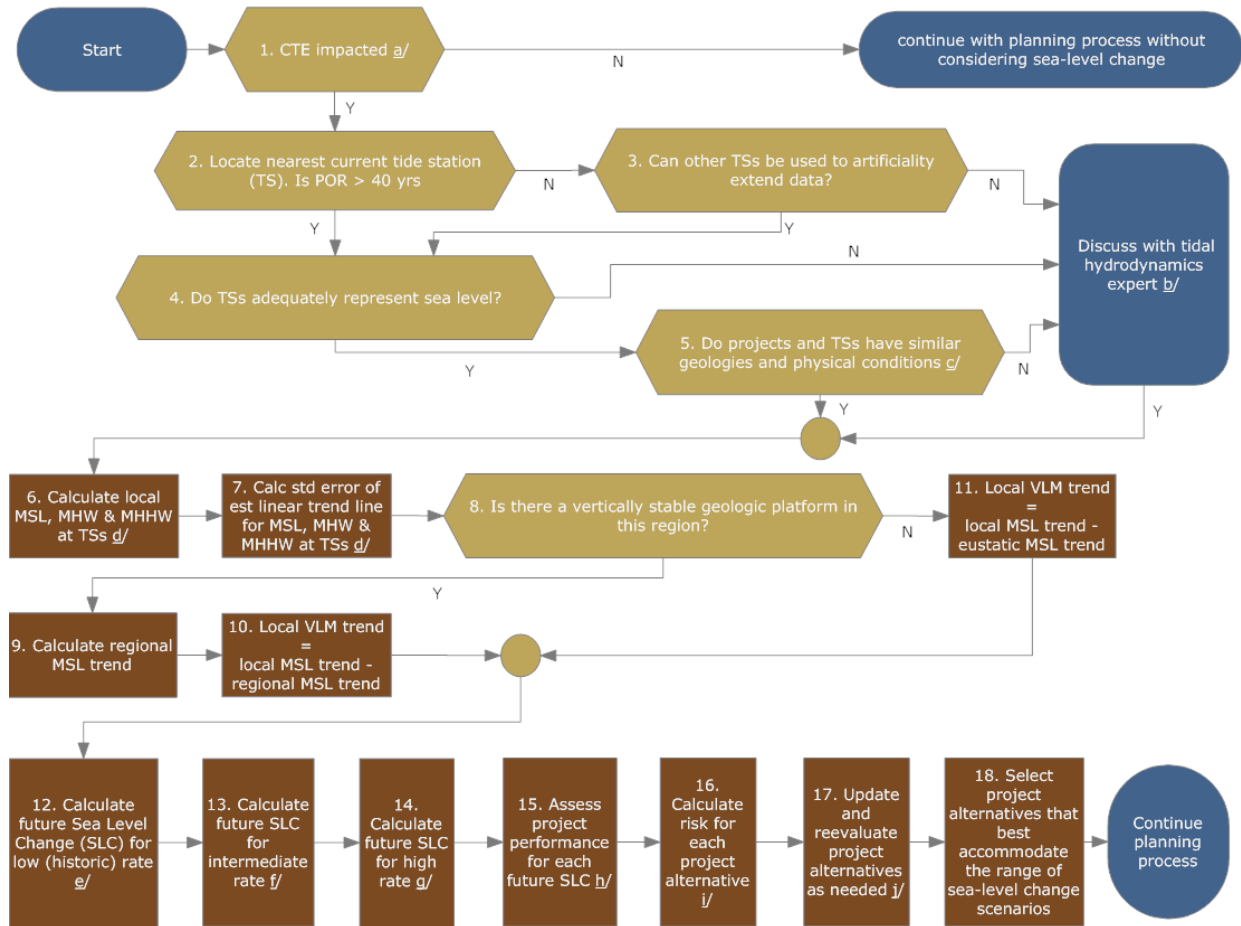 Start
1. CTE impacted a/
N
continue with planning process without
considering sea-level change
Y
2. Locate nearest current tide station
(TS). Is POR > 40 yrs
N
3. Can other TSs be used to artificiality
extend data?
N
Y
Y
Discuss with tidal
hydrodynamics
expert b/
4. Do TSs adequately represent sea level?
N
Y
5. Do projects and TSs have similar
geologies and physical conditions c/
N
Y
Y
6. Calculate local
MSL, MHW & MHHW
at TSs d/
7. Calc std error of
est linear trend line
for MSL, MHW &
MHHW at TSs d/
8. Is there a vertically stable geologic platform in
this region?
N
11. Local VLM trend
=
local MSL trend -
eustatic MSL trend
Y
9. Calculate regional
MSL trend
10. Local VLM trend
=
local MSL trend -
regional MSL trend
12. Calculate
future Sea Level
Change (SLC) for
low (historic) rate
e/
13. Calculate
future SLC
for
intermediate
rate f/
14.
Calculate
future SLC
for high
rate g/
15. Assess
project
performance
for each
future SLC h/
16.
Calculate
risk for
each
project
alternative
i/
17. Update
and
reevaluate
project
alternatives
as needed j/
18. Select
project
alternatives that
best
accommodate
the range of
sea-level change
scenarios
Continue
planning
process